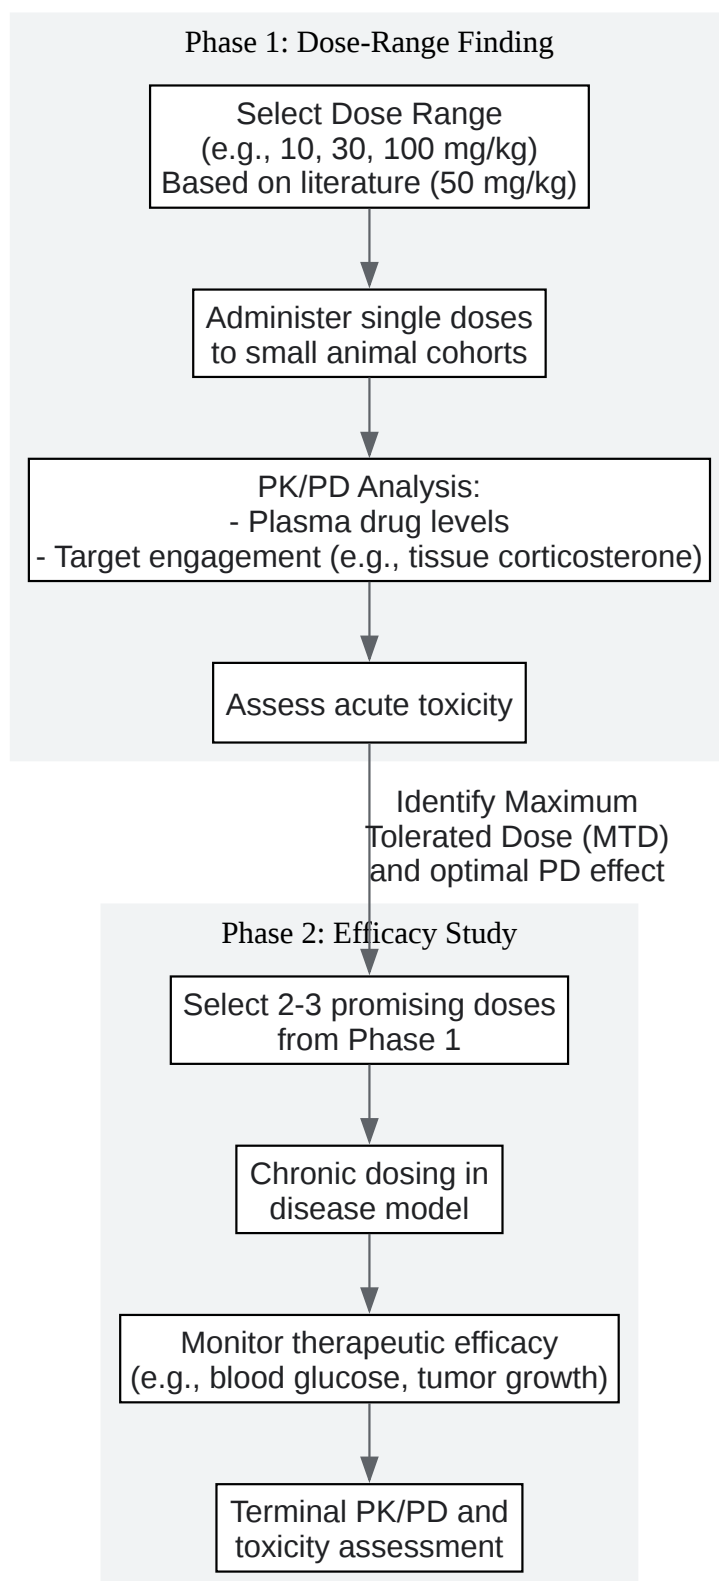 Phase 1: Dose-Range Finding
Select Dose Range
(e.g., 10, 30, 100 mg/kg)
Based on literature (50 mg/kg)
Administer single doses
to small animal cohorts
PK/PD Analysis:
- Plasma drug levels
- Target engagement (e.g., tissue corticosterone)
Assess acute toxicity
Identify Maximum
Tolerated Dose (MTD)
and optimal PD effect
Phase 2: Efficacy Study
Select 2-3 promising doses
from Phase 1
Chronic dosing in
disease model
Monitor therapeutic efficacy
(e.g., blood glucose, tumor growth)
Terminal PK/PD and
toxicity assessment